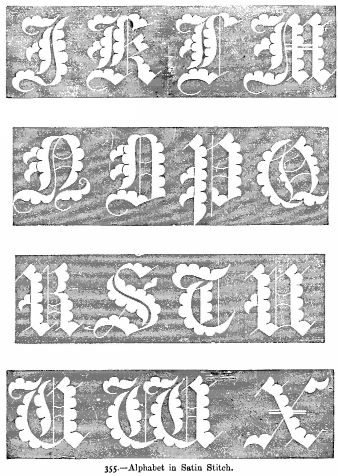 J K L M
N O P Q
R S T U
V W X
355.—Alphabet in Satin Stitch.